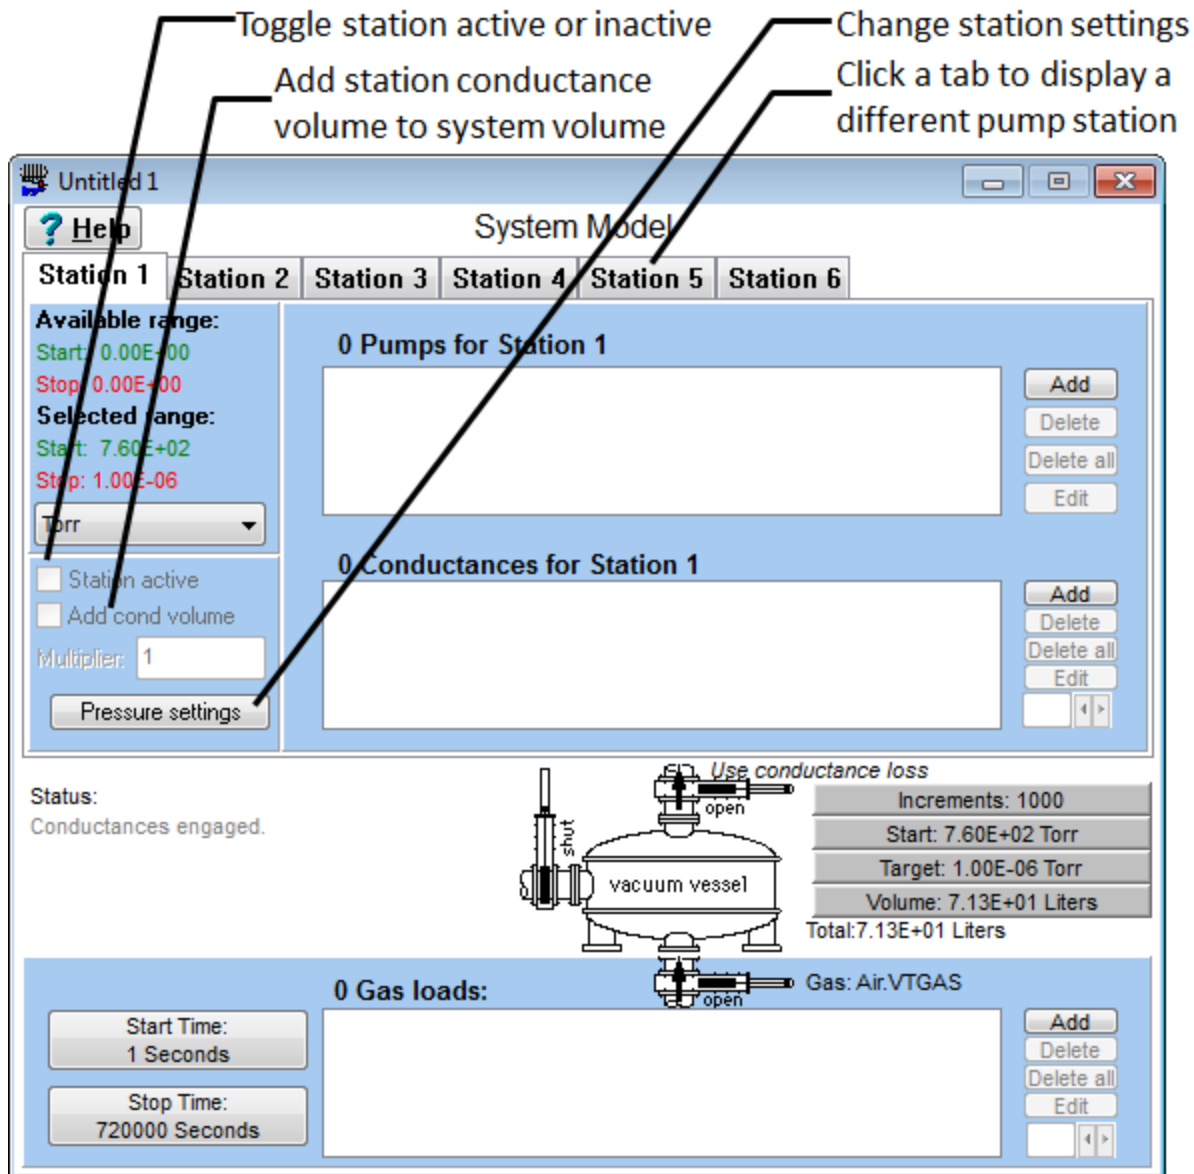 Toggle station active or inactive
Change station settings
Add station conductance
volume to system volume
Click a tab to display a
different pump station
Untitled 1
? Help
System Model
Station 1 Station 2 Station 3 Station 4 Station 5 Station 6
Available range:
Start: 0.00E+00
Stop: 0.00E+00
Selected range:
Start: 7.60E+02
Stop: 1.00E-06
Torr
Station active
Add cond volume
Multiplier: 1
Pressure settings
0 Pumps for Station 1
Add
Delete
Delete all
Edit
0 Conductances for Station 1
Add
Delete
Delete all
Edit
Status:
Conductances engaged.
shut
open
vacuum vessel
open
Use conductance loss
Increments: 1000
Start: 7.60E+02 Torr
Target: 1.00E-06 Torr
Volume: 7.13E+01 Liters
Total:7.13E+01 Liters
Gas: Air.VTGAS
0 Gas loads:
Start Time:
1 Seconds
Stop Time:
720000 Seconds
Add
Delete
Delete all
Edit